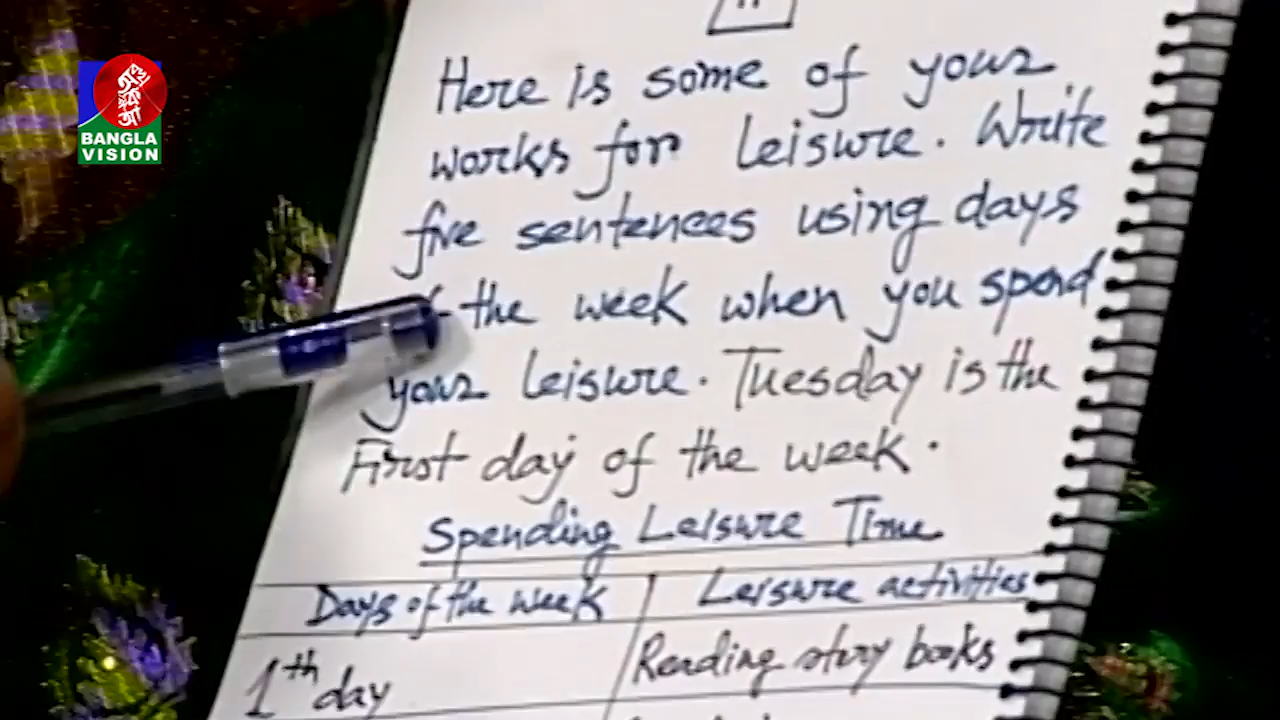 BANGLA
VISION
Here is some of your
works for Leisure. Write
five sentences using days
the week when you spend
your Leisure. Tuesday is the
First day of the week.
Spending Leisure Time
Days of the week
Leisure activities
1th day
Reading story books